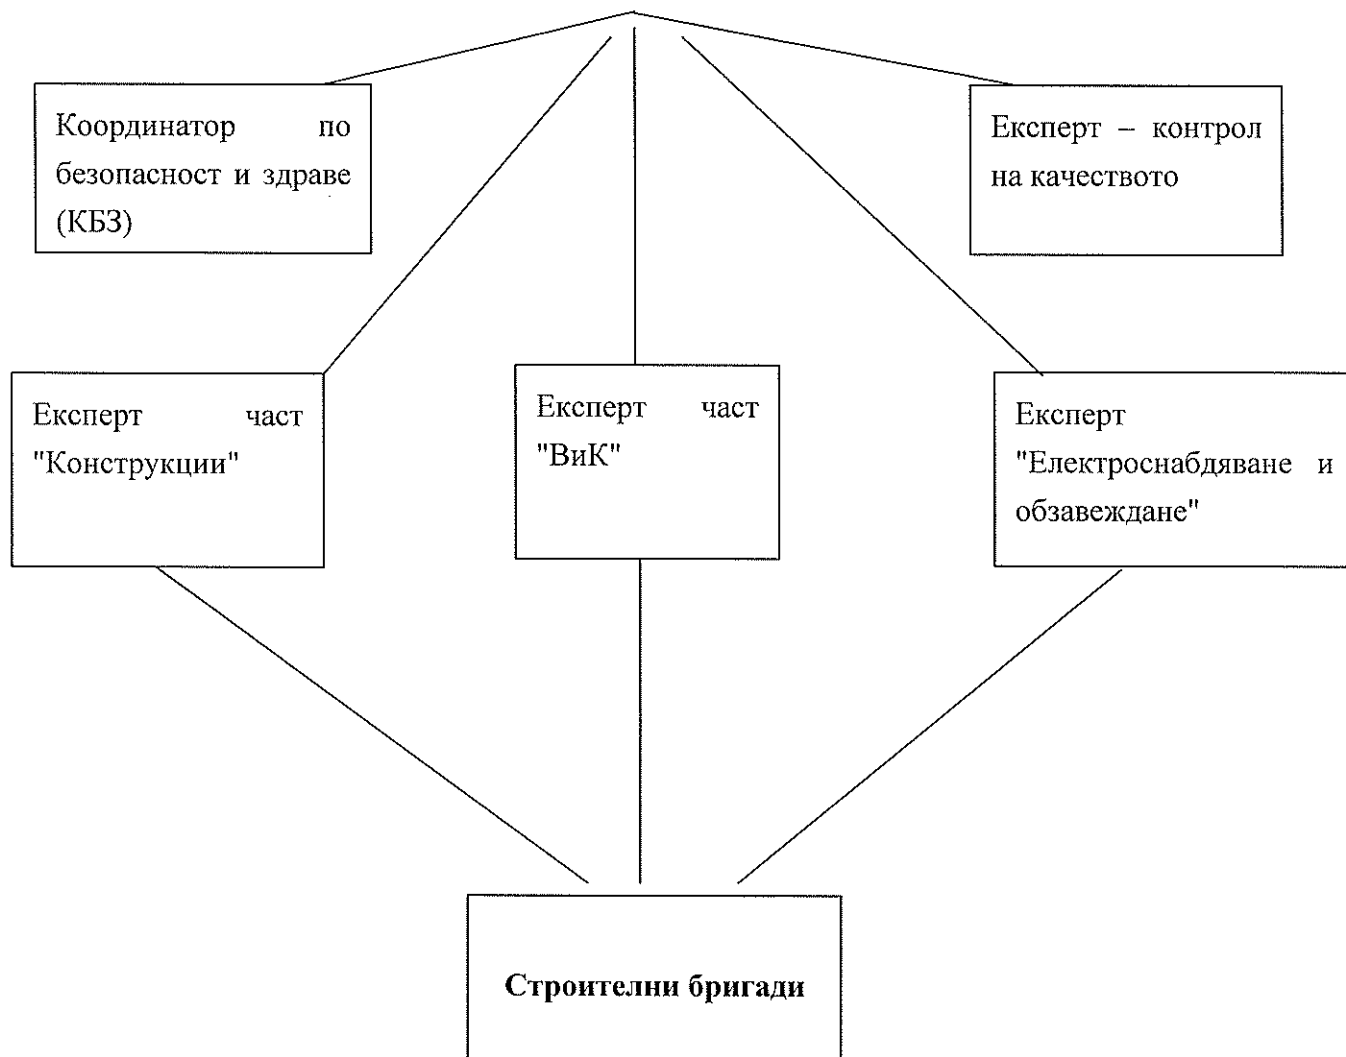 Координатор по
безопасност и здраве
(КБЗ)
Експерт – контрол
на качеството
Експерт част
"Конструкции"
Експерт част
"ВиК"
Експерт
"Електроснабдяване и
обзавеждане"
Строителни бригади